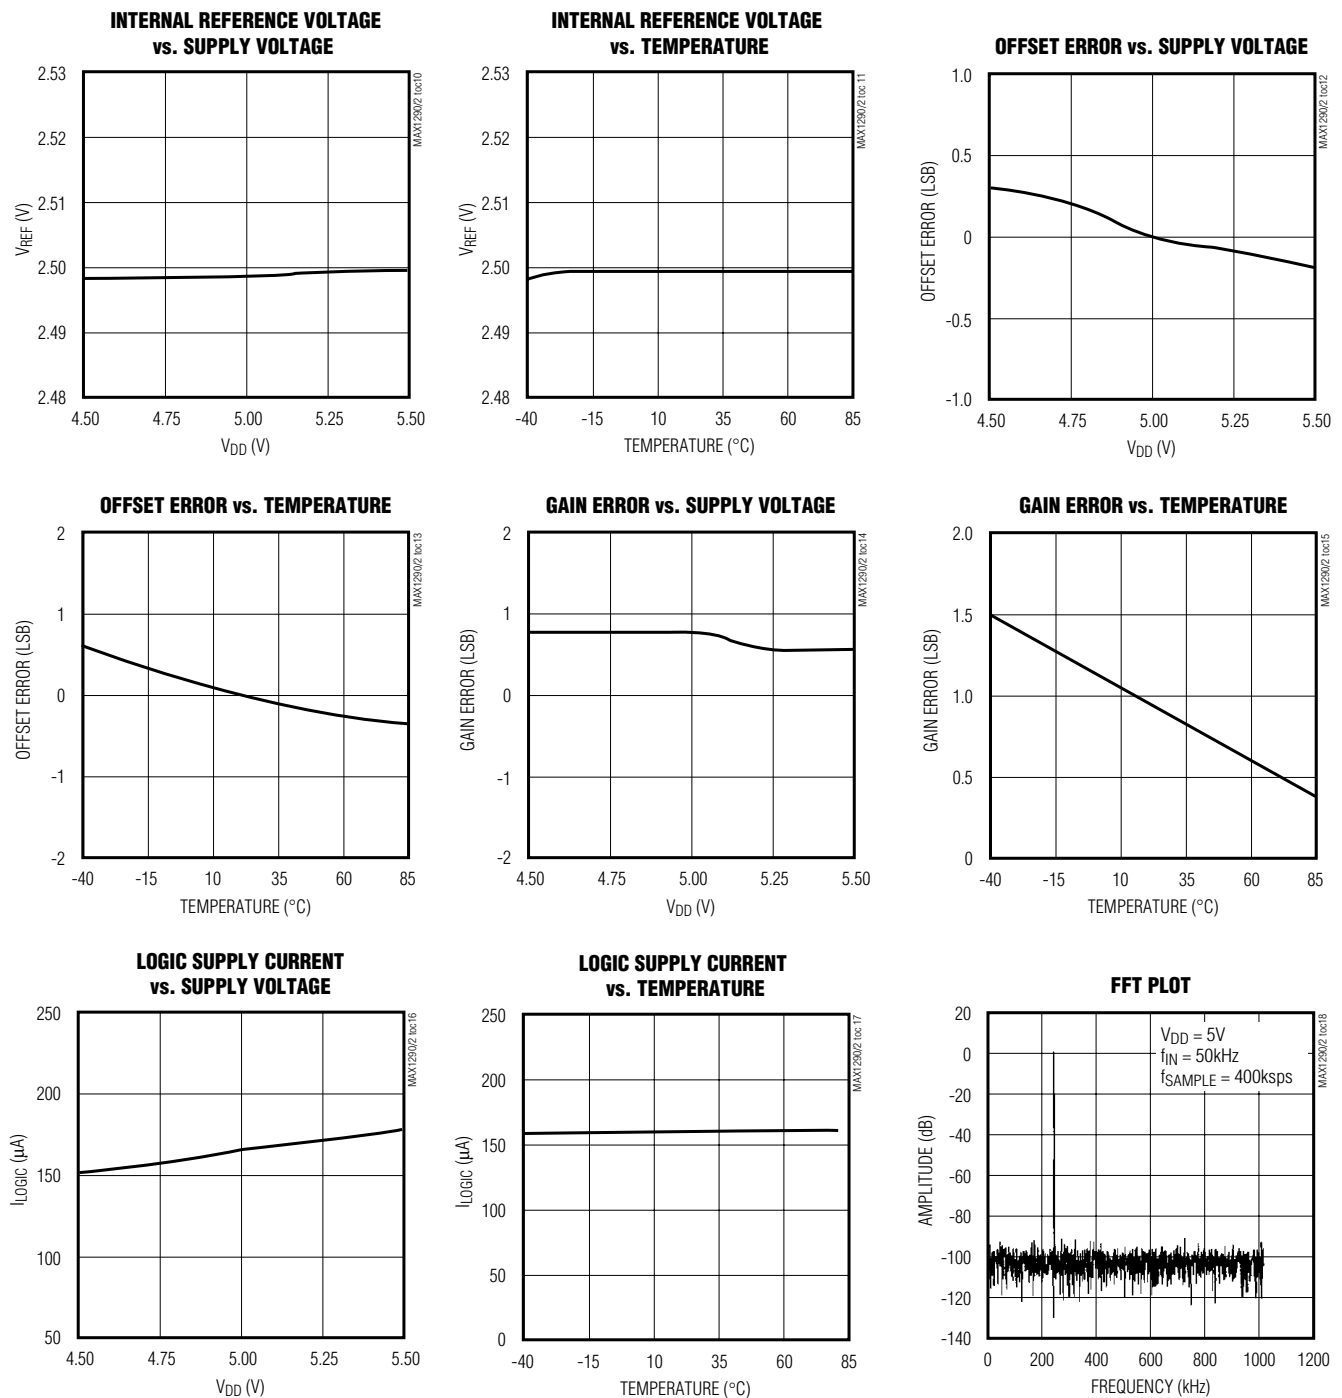 INTERNAL REFERENCE VOLTAGE
vs. SUPPLY VOLTAGE
2.53
2.52
2.51
2.50
2.49
2.48
VREF (V)
4.50 4.75 5.00 5.25 5.50
VDD (V)
MAX1290/2 toc10
INTERNAL REFERENCE VOLTAGE
vs. TEMPERATURE
2.53
2.52
2.51
2.50
2.49
2.48
VREF (V)
-40 -15 10 35 60 85
TEMPERATURE (°C)
MAX1290/2 toc 11
OFFSET ERROR vs. SUPPLY VOLTAGE
1.0
0.5
0
-0.5
-1.0
OFFSET ERROR (LSB)
4.50 4.75 5.00 5.25 5.50
VDD (V)
MAX1290/2 toc12
OFFSET ERROR vs. TEMPERATURE
2
1
0
-1
-2
OFFSET ERROR (LSB)
-40 -15 10 35 60 85
TEMPERATURE (°C)
MAX1290/2 toc13
GAIN ERROR vs. SUPPLY VOLTAGE
2
1
0
-1
-2
GAIN ERROR (LSB)
4.50 4.75 5.00 5.25 5.50
VDD (V)
MAX1290/2 toc14
GAIN ERROR vs. TEMPERATURE
2.0
1.5
1.0
0.5
0
GAIN ERROR (LSB)
-40 -15 10 35 60 85
TEMPERATURE (°C)
MAX1290/2 toc15
LOGIC SUPPLY CURRENT
vs. SUPPLY VOLTAGE
250
200
150
100
50
ILOGIC (µA)
4.50 4.75 5.00 5.25 5.50
VDD (V)
MAX1290/2 toc16
LOGIC SUPPLY CURRENT
vs. TEMPERATURE
250
200
150
100
50
0
ILOGIC (µA)
-40 -15 10 35 60 85
TEMPERATURE (°C)
MAX1290/2 toc 17
FFT PLOT
20
0
-20
-40
-60
-80
-100
-120
-140
AMPLITUDE (dB)
VDD = 5V
fIN = 50kHz
fSAMPLE = 400ksps
0 200 400 600 800 1000 1200
FREQUENCY (kHz)
MAX1290/2 toc18